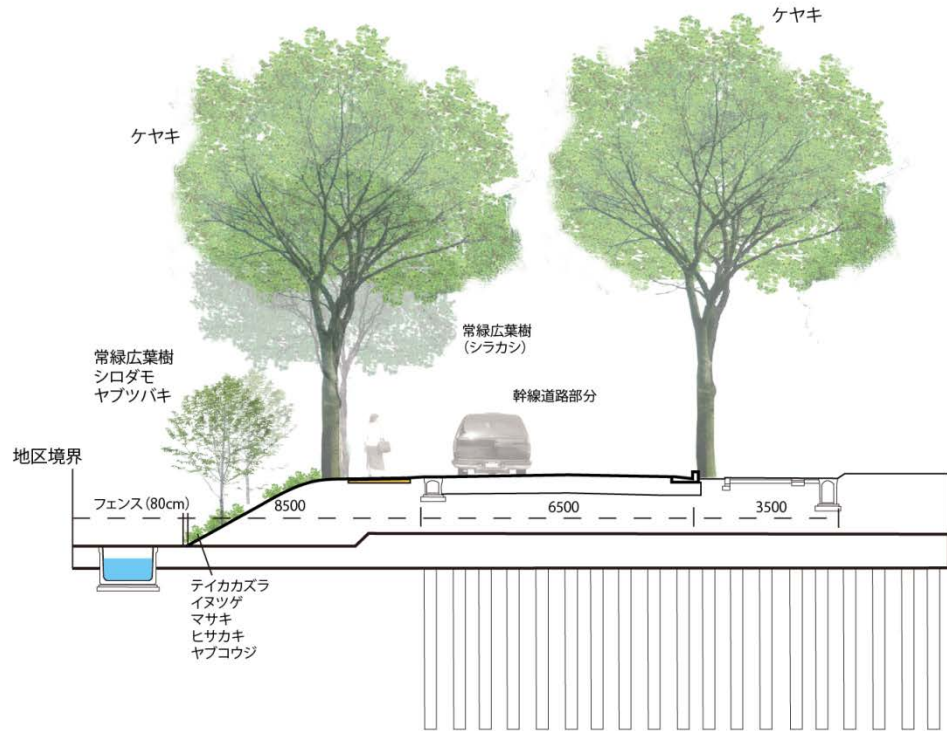 ケヤキ
ケヤキ
常緑広葉樹
(シラカシ)
常緑広葉樹
シロダモ
ヤブツバキ
幹線道路部分
地区境界
フェンス(80cm)
8500
6500
3500
テイカカズラ
イヌツゲ
マサキ
ヒサカキ
ヤブコウジ